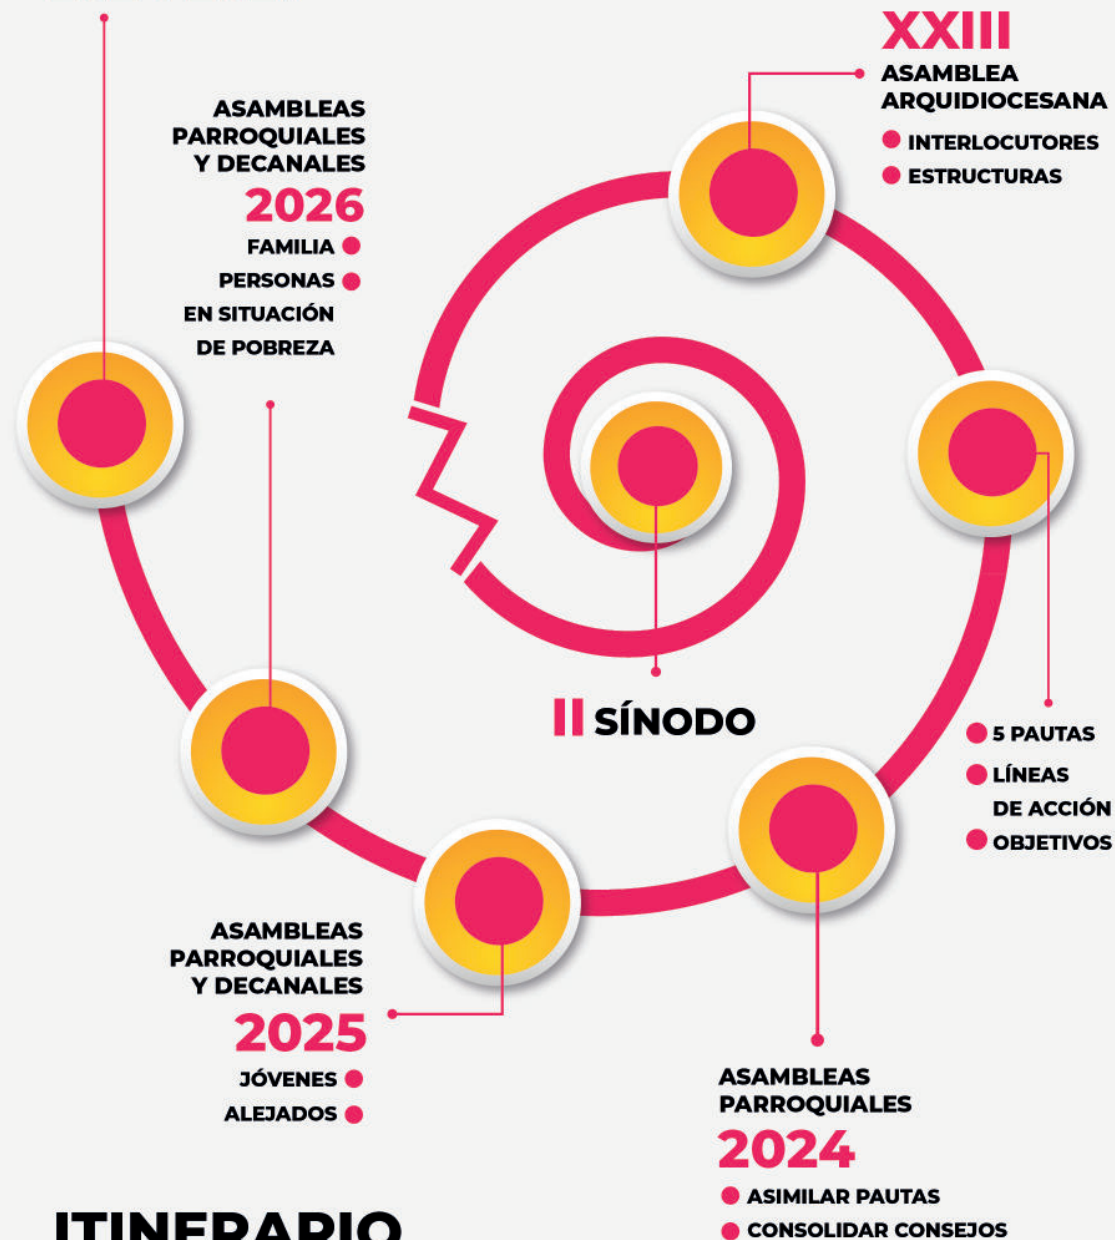 XXIII
ASAMBLEA
ARQUIDIOCESANA
INTERLOCUTORES
ESTRUCTURAS
ASAMBLEAS
PARROQUIALES
Y DECANALES
2026
FAMILIA
PERSONAS
EN SITUACIÓN
DE POBREZA
II SÍNODO
5 PAUTAS
LÍNEAS
DE ACCIÓN
OBJETIVOS
ASAMBLEAS
PARROQUIALES
Y DECANALES
2025
JÓVENES
ALEJADOS
ASAMBLEAS
PARROQUIALES
2024
ASIMILAR PAUTAS
CONSOLIDAR CONSEJOS
ITINERARIO